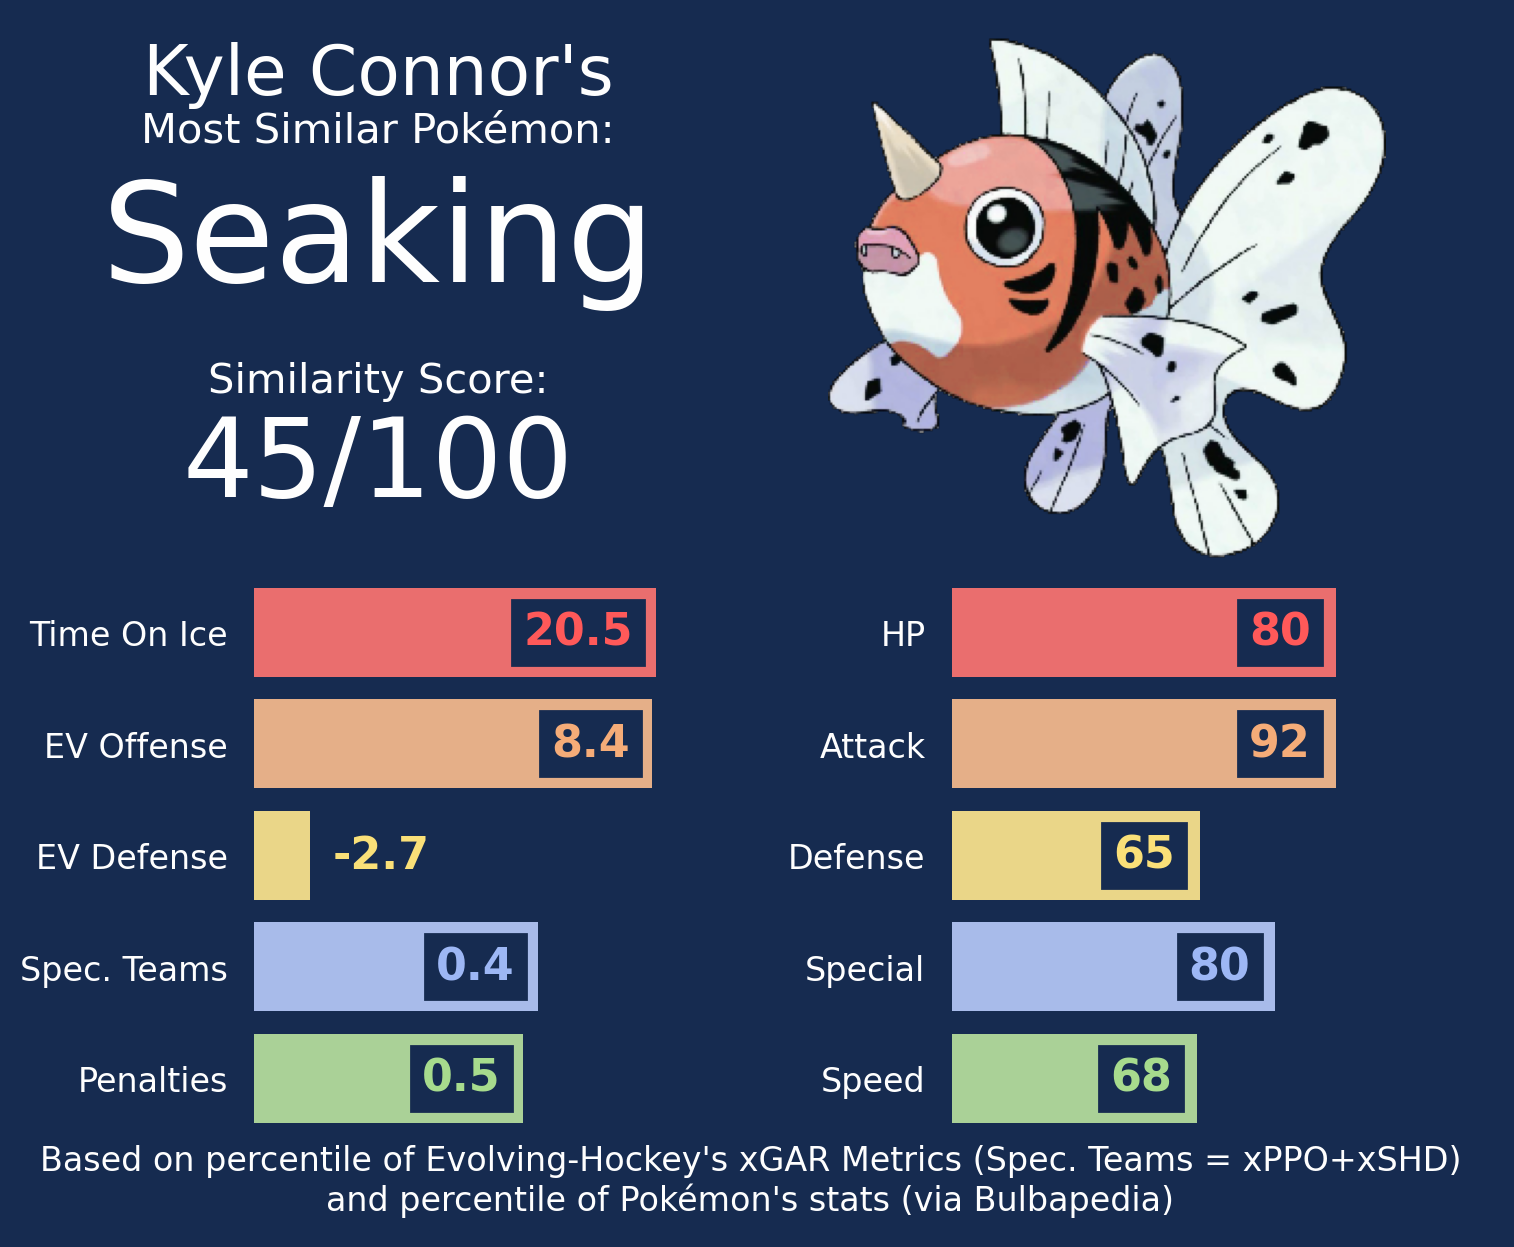 Kyle Connor's
Most Similar Pokémon:
Seaking
Similarity Score:
45/100
Time On Ice 20.5
EV Offense 8.4
EV Defense -2.7
Spec. Teams 0.4
Penalties 0.5
HP 80
Attack 92
Defense 65
Special 80
Speed 68
Based on percentile of Evolving-Hockey's xGAR Metrics (Spec. Teams = xPPO+xSHD)
and percentile of Pokémon's stats (via Bulbapedia)